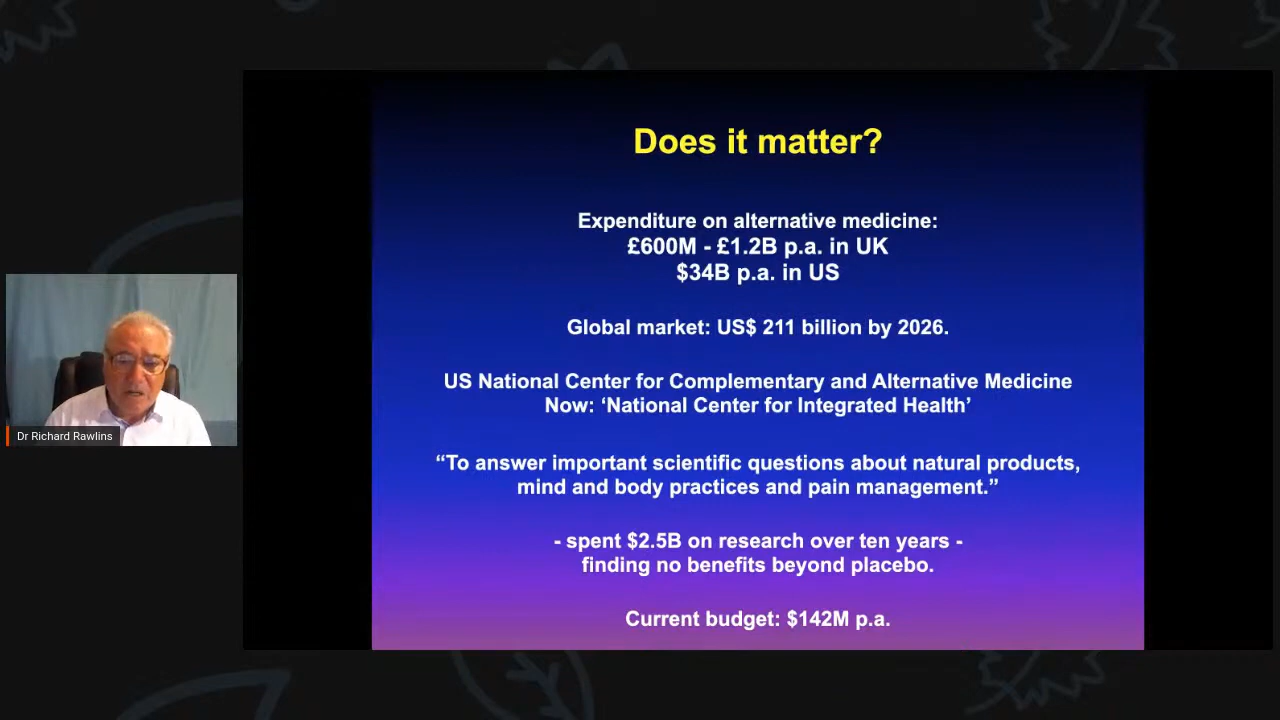 Does it matter?
Expenditure on alternative medicine:
£600M - £1.2B p.a. in UK
$34B p.a. in US
Global market: US$ 211 billion by 2026.
US National Center for Complementary and Alternative Medicine
Now: ‘National Center for Integrated Health’
“To answer important scientific questions about natural products,
mind and body practices and pain management.”
- spent $2.5B on research over ten years -
finding no benefits beyond placebo.
Current budget: $142M p.a.
Dr Richard Rawlins